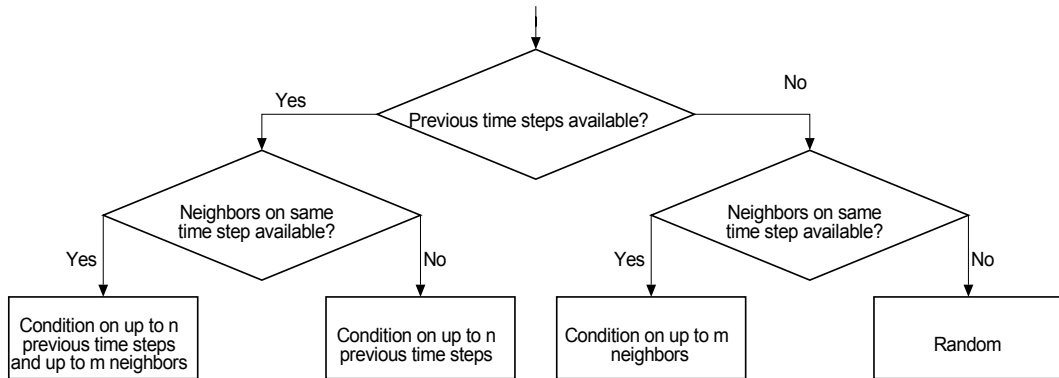 Previous time steps available?
Yes
No
Neighbors on same
time step available?
Neighbors on same
time step available?
Yes
No
Yes
No
Condition on up to n
previous time steps
and up to m neighbors
Condition on up to n
previous time steps
Condition on up to m
neighbors
Random